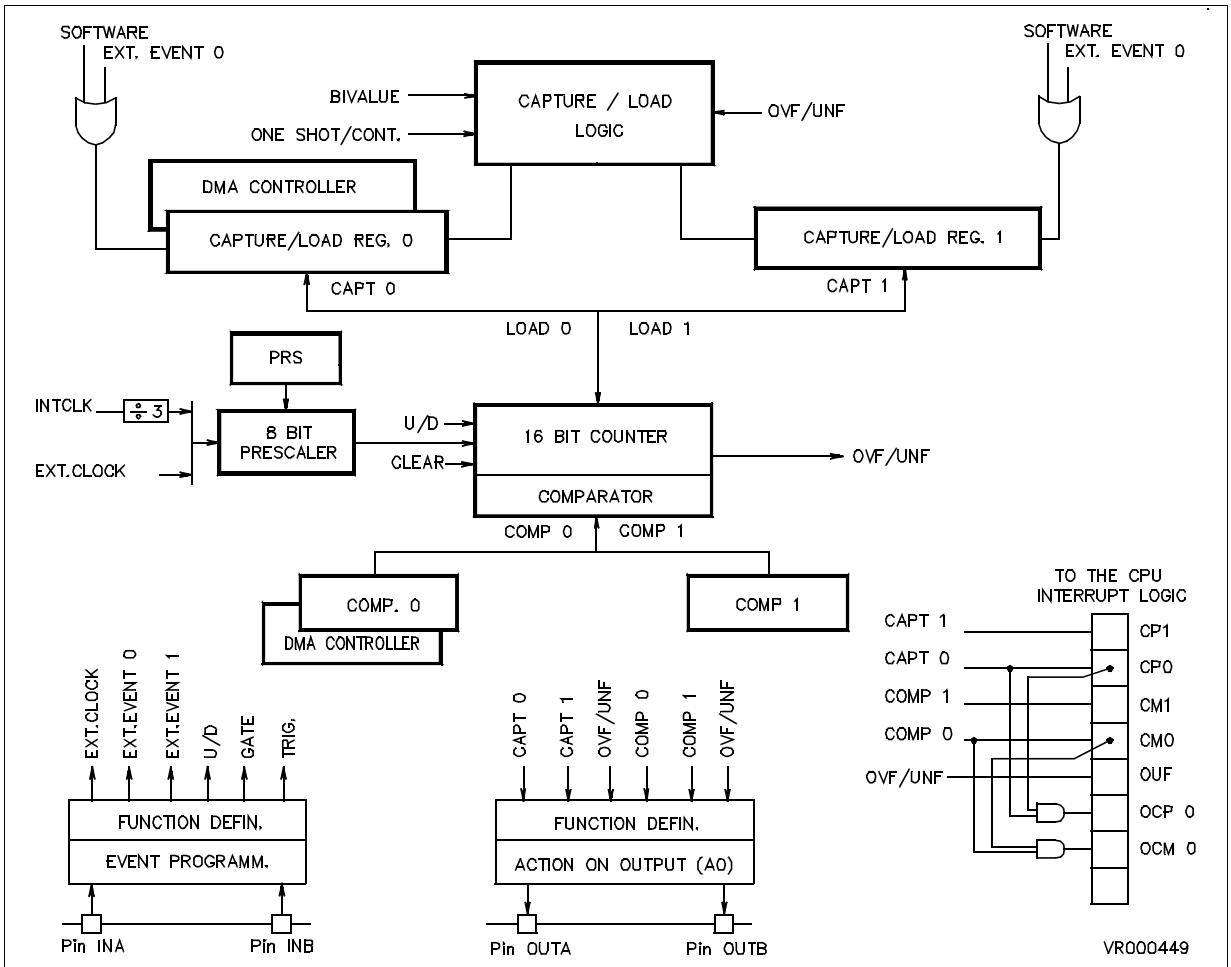 SOFTWARE
EXT. EVENT 0
SOFTWARE
EXT. EVENT 0
BIVALUE
ONE SHOT/CONT.
CAPTURE / LOAD
LOGIC
OVF/UNF
DMA CONTROLLER
CAPTURE/LOAD REG. 0
CAPTURE/LOAD REG. 1
CAPT 0
CAPT 1
LOAD 0
LOAD 1
PRS
INTCLK
÷ 3
8 BIT
PRESCALER
EXT.CLOCK
U/D
CLEAR
16 BIT COUNTER
COMPARATOR
OVF/UNF
COMP 0
COMP 1
COMP. 0
DMA CONTROLLER
COMP 1
TO THE CPU
INTERRUPT LOGIC
CAPT 1
CP1
CAPT 0
CP0
COMP 1
CM1
COMP 0
CM0
OVF/UNF
OUF
OCP 0
OCM 0
EXT.CLOCK
EXT.EVENT 0
EXT.EVENT 1
U/D
GATE
TRIG.
FUNCTION DEFIN.
EVENT PROGRAMM.
Pin INA
Pin INB
CAPT 0
CAPT 1
OVF/UNF
COMP 0
COMP 1
OVF/UNF
FUNCTION DEFIN.
ACTION ON OUTPUT (AO)
Pin OUTA
Pin OUTB
VR000449